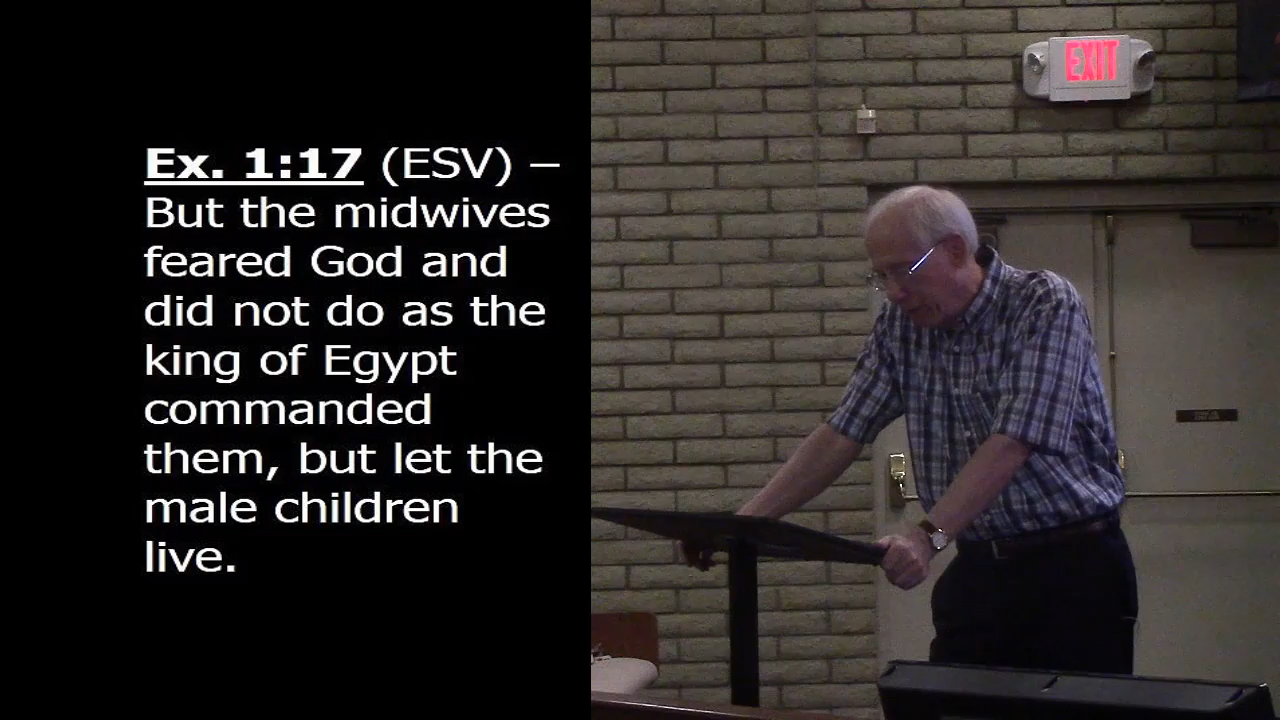 Ex. 1:17 (ESV) –
But the midwives
feared God and
did not do as the
king of Egypt
commanded
them, but let the
male children
live.
EXIT